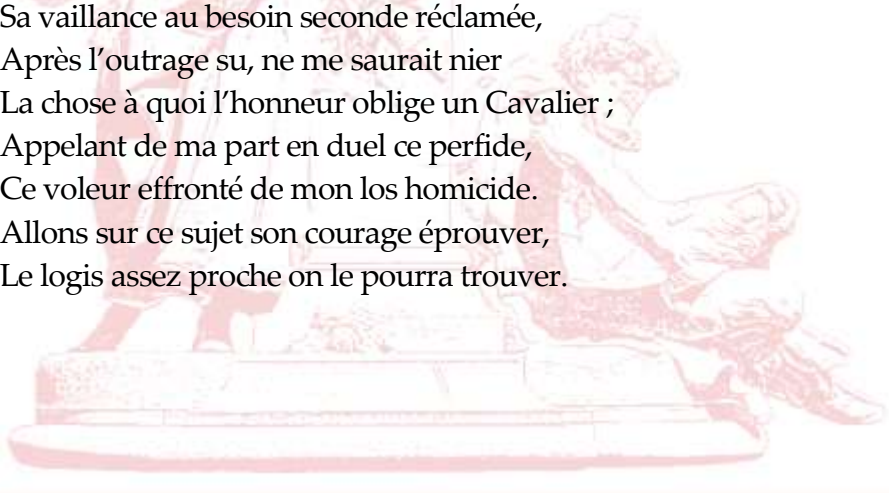 Sa vaillance au besoin seconde réclamée,
Après l’outrage su, ne me saurait nier
La chose à quoi l’honneur oblige un Cavalier ;
Appelant de ma part en duel ce perfide,
Ce voleur effronté de mon los homicide.
Allons sur ce sujet son courage éprouver,
Le logis assez proche on le pourra trouver.